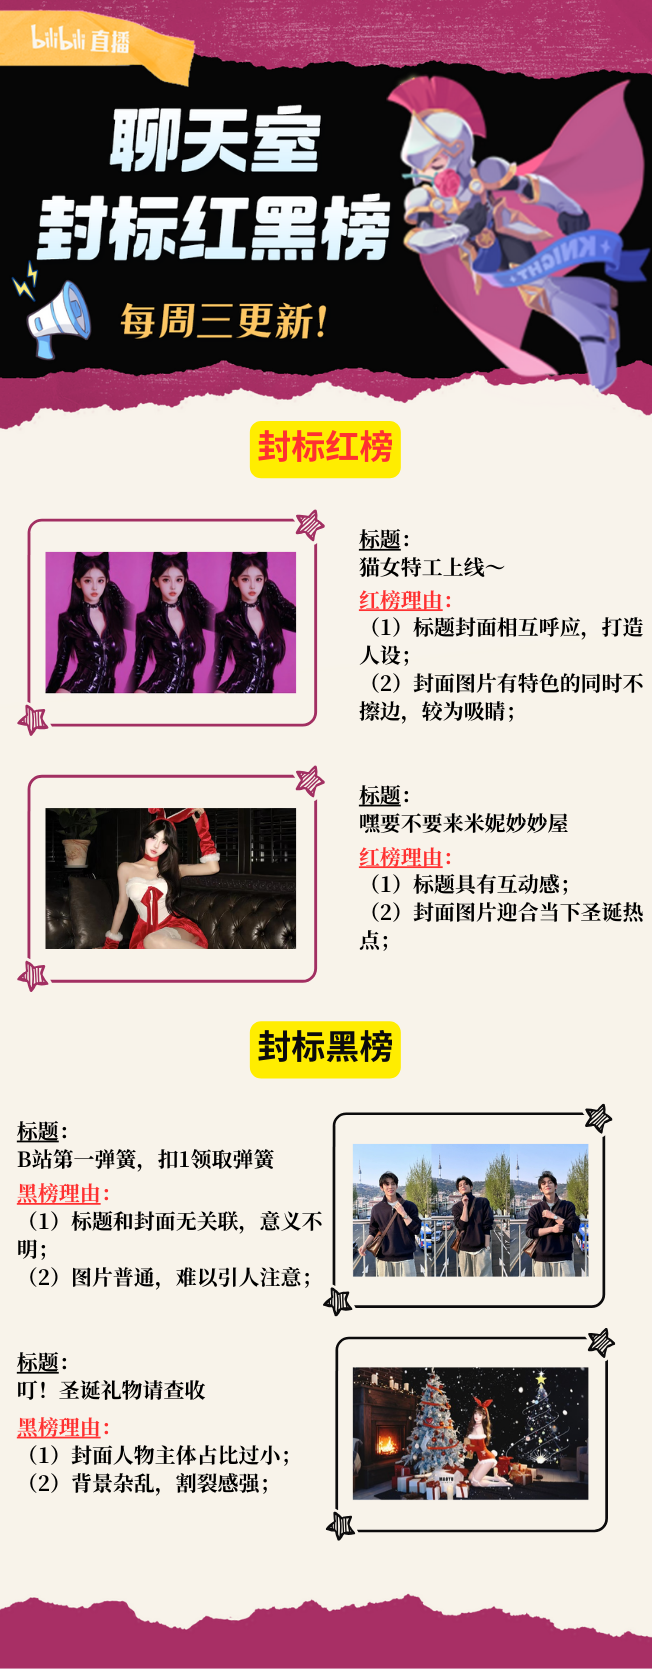 bilibili 直播
聊天室
封标红黑榜
KNIGHT
每周三更新!
封标红榜
标题：
猫女特工上线～
红榜理由：
（1）标题封面相互呼应，打造
人设；
（2）封面图片有特色的同时不
擦边，较为吸睛；
标题：
嘿要不要来米妮妙妙屋
红榜理由：
（1）标题具有互动感；
（2）封面图片迎合当下圣诞热
点；
封标黑榜
标题：
B站第一弹簧，扣1领取弹簧
黑榜理由：
（1）标题和封面无关联，意义不
明；
（2）图片普通，难以引人注意；
标题：
叮！圣诞礼物请查收
黑榜理由：
（1）封面人物主体占比过小；
（2）背景杂乱，割裂感强；